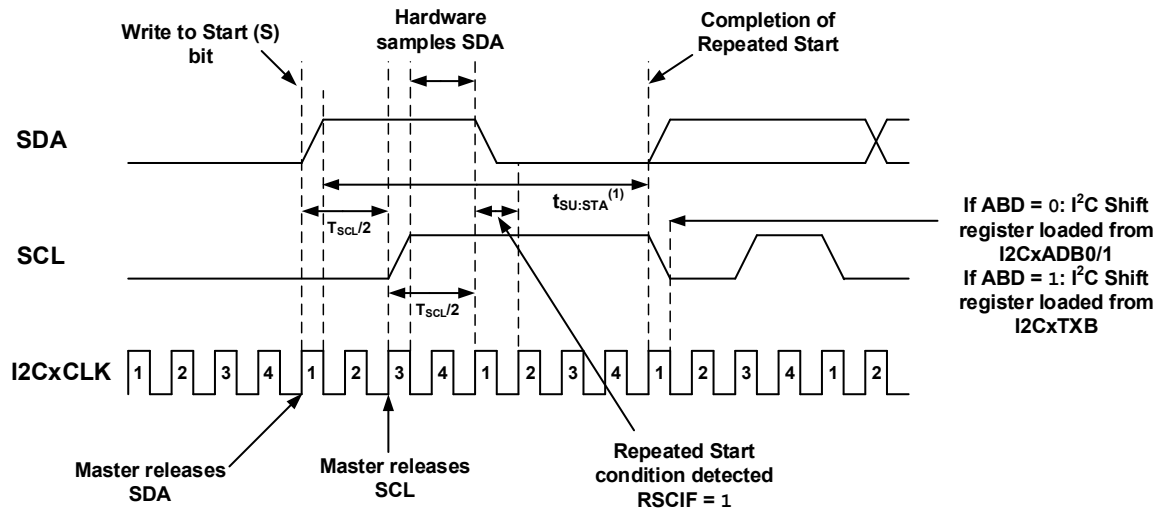 Write to Start (S)
bit
Hardware
samples SDA
Completion of
Repeated Start
SDA
tSU:STA(1)
TSCL/2
SCL
TSCL/2
If ABD = 0: I2C Shift
register loaded from
I2CxADB0/1
If ABD = 1: I2C Shift
register loaded from
I2CxTXB
I2CxCLK
1 2 3 4 1 2 3 4 1 2 3 4 1 2 3 4 1 2
Master releases
SDA
Master releases
SCL
Repeated Start
condition detected
RSCIF = 1